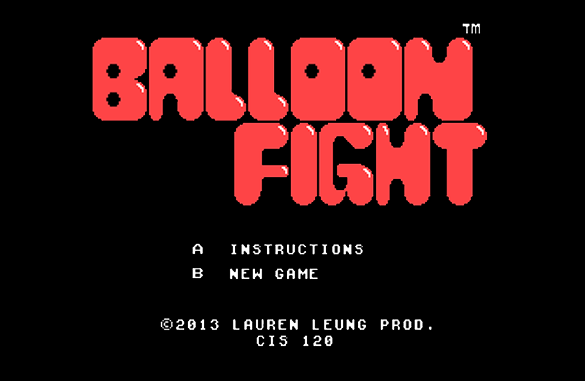 BALLOON™
FIGHT
A INSTRUCTIONS
B NEW GAME
©2013 LAUREN LEUNG PROD.
CIS 120